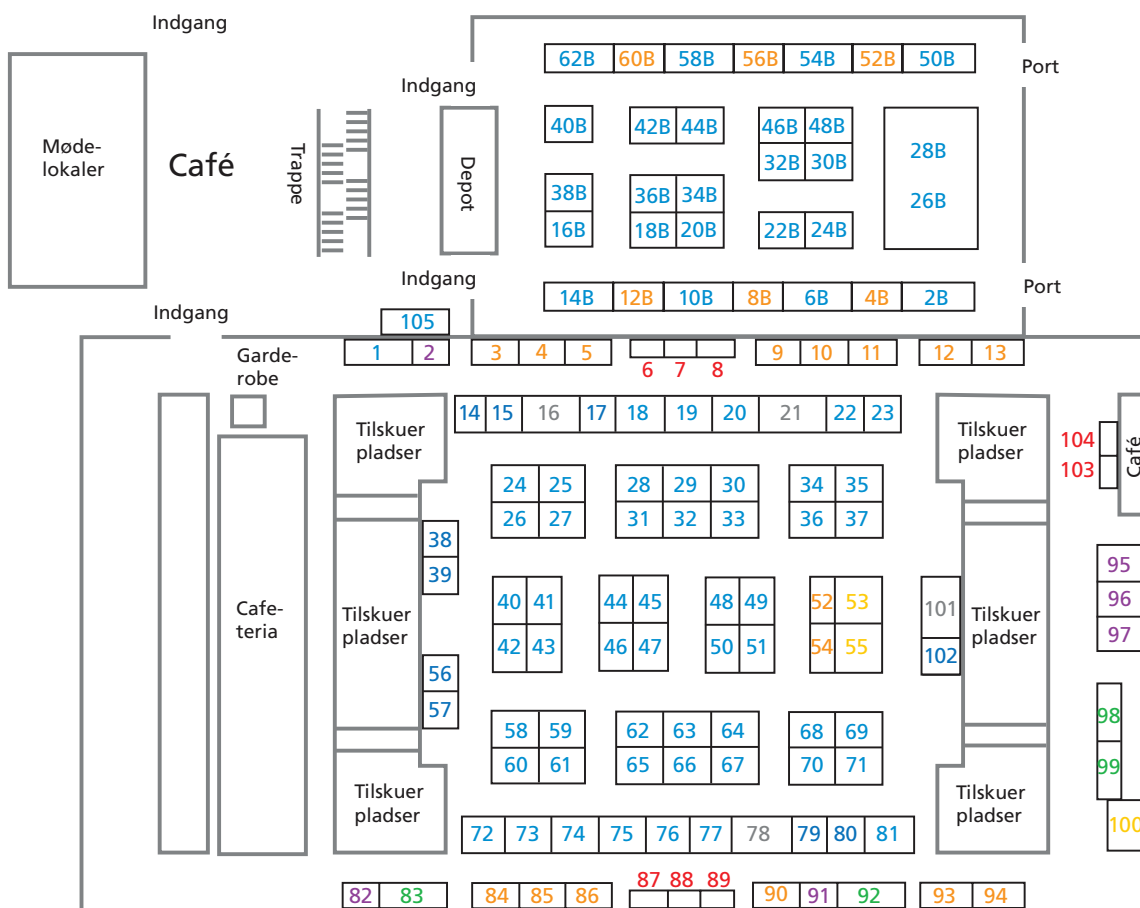 Indgang
62B 60B 58B 56B 54B 52B 50B
Port
Indgang
Møde-
lokaler
Café
Trappe
Depot
40B 42B 44B 46B 48B
32B 30B
28B
38B 36B 34B
26B
16B 18B 20B 22B 24B
Indgang
Port
14B 12B 10B 8B 6B 4B 2B
Indgang
105
1 2 3 4 5 9 10 11 12 13
6 7 8
Garde-
robe
14 15 16 17 18 19 20 21 22 23
Tilskuer
pladser
Tilskuer
pladser
104
103
Café
24 25 28 29 30 34 35
26 27 31 32 33 36 37
38
39
95
96
97
40 41 44 45 48 49 52 53
42 43 46 47 50 51 54 55
101
102
Cafe-
teria
Tilskuer
pladser
Tilskuer
pladser
56
57
98
99
100
58 59 62 63 64 68 69
60 61 65 66 67 70 71
Tilskuer
pladser
Tilskuer
pladser
72 73 74 75 76 77 78 79 80 81
87 88 89
82 83 84 85 86 90 91 92 93 94